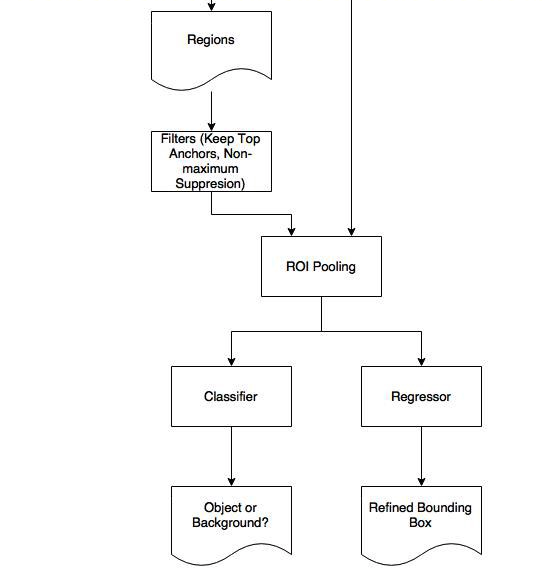 Regions
Filters (Keep Top
Anchors, Non-
maximum
Suppresion)
ROI Pooling
Classifier
Regressor
Object or
Background?
Refined Bounding
Box